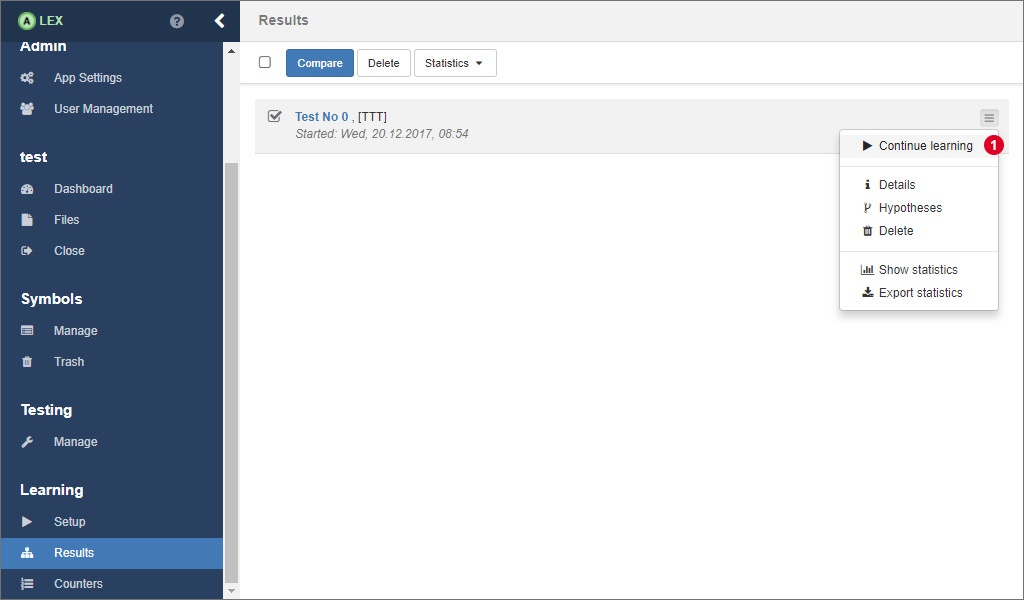 A LEX ?
Admin
App Settings
User Management
test
Dashboard
Files
Close
Symbols
Manage
Trash
Testing
Manage
Learning
Setup
Results
Counters
Results
Compare Delete Statistics
Test No 0 , [TTT]
Started: Wed, 20.12.2017, 08:54
Continue learning 1
Details
Hypotheses
Delete
Show statistics
Export statistics